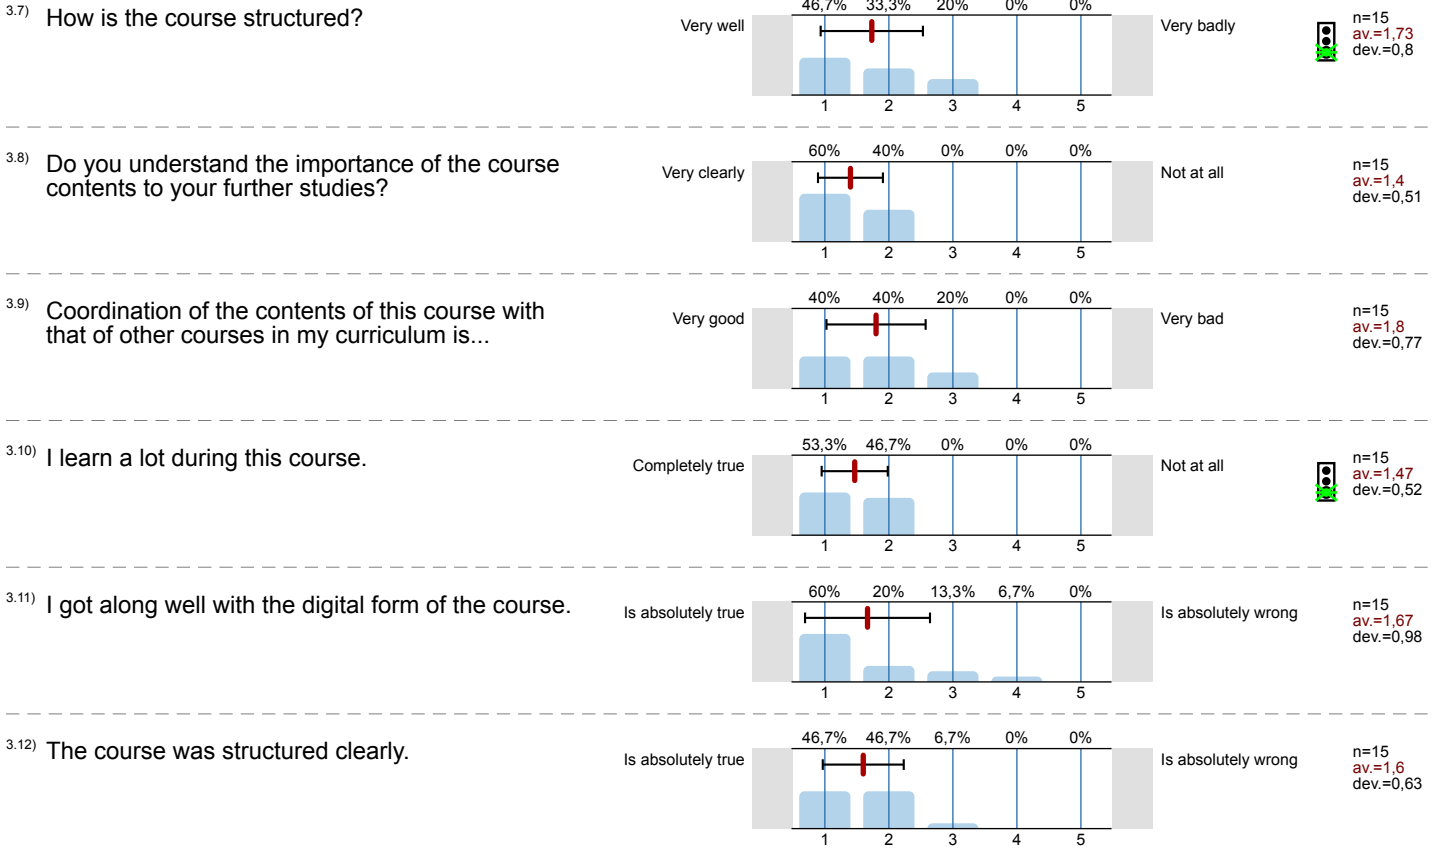 3.7) How is the course structured?
46,7% 33,3% 20% 0% 0%
Very well
Very badly
n=15
av.=1,73
dev.=0,8
1 2 3 4 5
3.8) Do you understand the importance of the course
contents to your further studies?
60% 40% 0% 0% 0%
Very clearly
Not at all
n=15
av.=1,4
dev.=0,51
1 2 3 4 5
3.9) Coordination of the contents of this course with
that of other courses in my curriculum is...
40% 40% 20% 0% 0%
Very good
Very bad
n=15
av.=1,8
dev.=0,77
1 2 3 4 5
3.10) I learn a lot during this course.
53,3% 46,7% 0% 0% 0%
Completely true
Not at all
n=15
av.=1,47
dev.=0,52
1 2 3 4 5
3.11) I got along well with the digital form of the course.
60% 20% 13,3% 6,7% 0%
Is absolutely true
Is absolutely wrong
n=15
av.=1,67
dev.=0,98
1 2 3 4 5
3.12) The course was structured clearly.
46,7% 46,7% 6,7% 0% 0%
Is absolutely true
Is absolutely wrong
n=15
av.=1,6
dev.=0,63
1 2 3 4 5